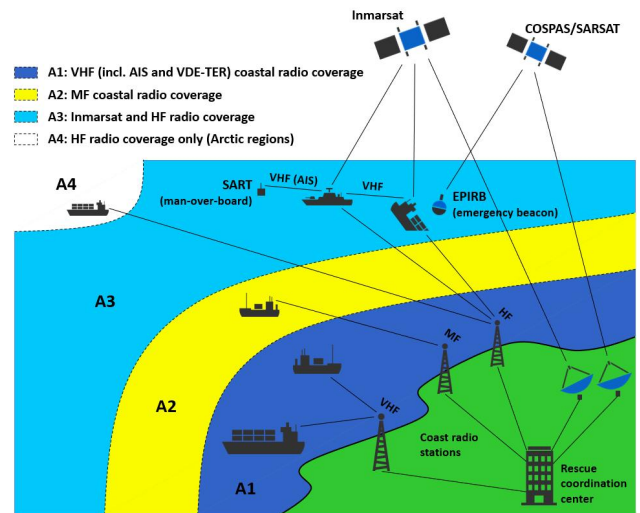 Inmarsat
COSPAS/SARSAT
A1: VHF (incl. AIS and VDE-TER) coastal radio coverage
A2: MF coastal radio coverage
A3: Inmarsat and HF radio coverage
A4: HF radio coverage only (Arctic regions)
A4
SART
(man-over-board)
VHF (AIS)
VHF
EPIRB
(emergency beacon)
A3
HF
MF
A2
VHF
Coast radio
stations
Rescue
coordination
center
A1